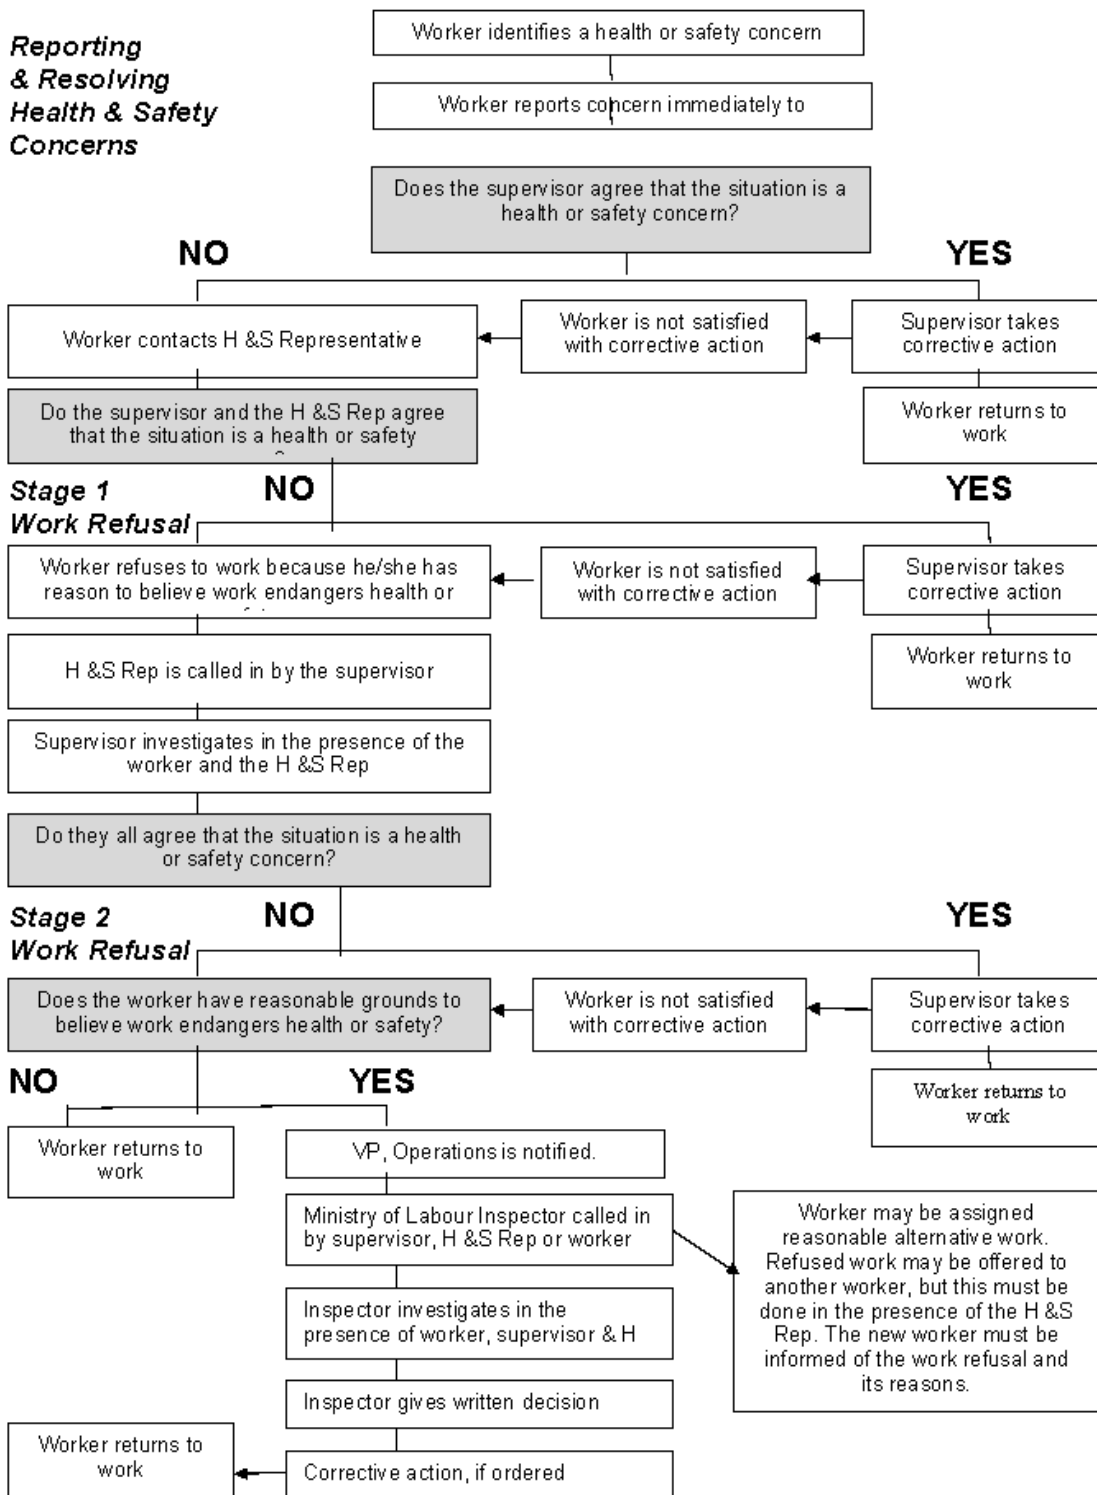 Reporting
& Resolving
Health & Safety
Concerns
Worker identifies a health or safety concern
Worker reports concern immediately to
Does the supervisor agree that the situation is a
health or safety concern?
NO
YES
Worker contacts H &S Representative
Worker is not satisfied
with corrective action
Supervisor takes
corrective action
Do the supervisor and the H &S Rep agree
that the situation is a health or safety
Worker returns to
work
Stage 1
Work Refusal
NO
YES
Worker refuses to work because he/she has
reason to believe work endangers health or
Worker is not satisfied
with corrective action
Supervisor takes
corrective action
Worker returns to
work
H &S Rep is called in by the supervisor
Supervisor investigates in the presence of the
worker and the H &S Rep
Do they all agree that the situation is a health
or safety concern?
Stage 2
Work Refusal
NO
YES
Does the worker have reasonable grounds to
believe work endangers health or safety?
Worker is not satisfied
with corrective action
Supervisor takes
corrective action
Worker returns to
work
NO
YES
Worker returns to
work
VP, Operations is notified.
Ministry of Labour Inspector called in
by supervisor, H &S Rep or worker
Worker may be assigned
reasonable alternative work.
Refused work may be offered to
another worker, but this must be
done in the presence of the H &S
Rep. The new worker must be
informed of the work refusal and
its reasons.
Inspector investigates in the
presence of worker, supervisor & H
Inspector gives written decision
Worker returns to
work
Corrective action, if ordered